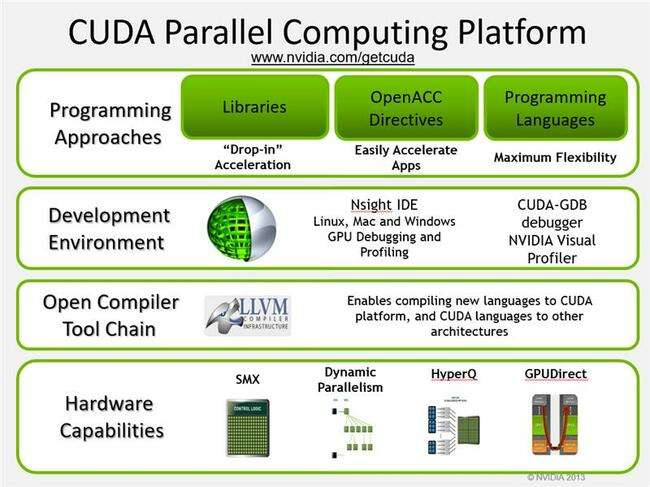 CUDA Parallel Computing Platform
www.nvidia.com/getcuda
Programming
Approaches
Libraries
“Drop-in”
Acceleration
OpenACC
Directives
Easily Accelerate
Apps
Programming
Languages
Maximum Flexibility
Development
Environment
Nsight IDE
Linux, Mac and Windows
GPU Debugging and
Profiling
CUDA-GDB
debugger
NVIDIA Visual
Profiler
Open Compiler
Tool Chain
LLVM
COMPILER
INFRASTRUCTURE
Enables compiling new languages to CUDA
platform, and CUDA languages to other
architectures
Hardware
Capabilities
SMX
CONTROL LOGIC
Dynamic
Parallelism
HyperQ
GPUDirect
© NVIDIA 2013